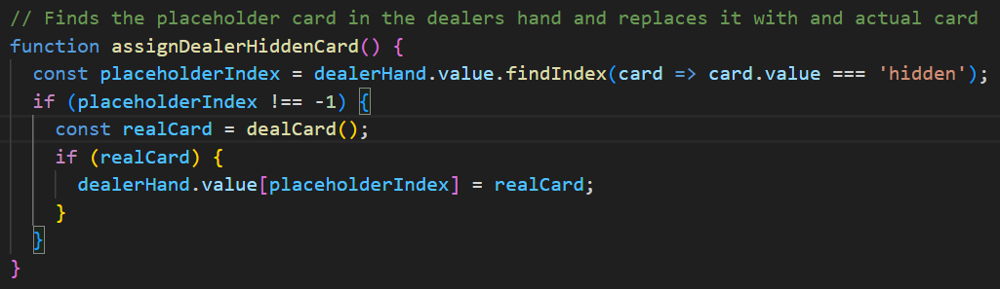 // Finds the placeholder card in the dealers hand and replaces it with and actual card
function assignDealerHiddenCard() {
  const placeholderIndex = dealerHand.value.findIndex(card => card.value === 'hidden');
  if (placeholderIndex !== -1) {
    const realCard = dealCard();
    if (realCard) {
      dealerHand.value[placeholderIndex] = realCard;
    }
  }
}